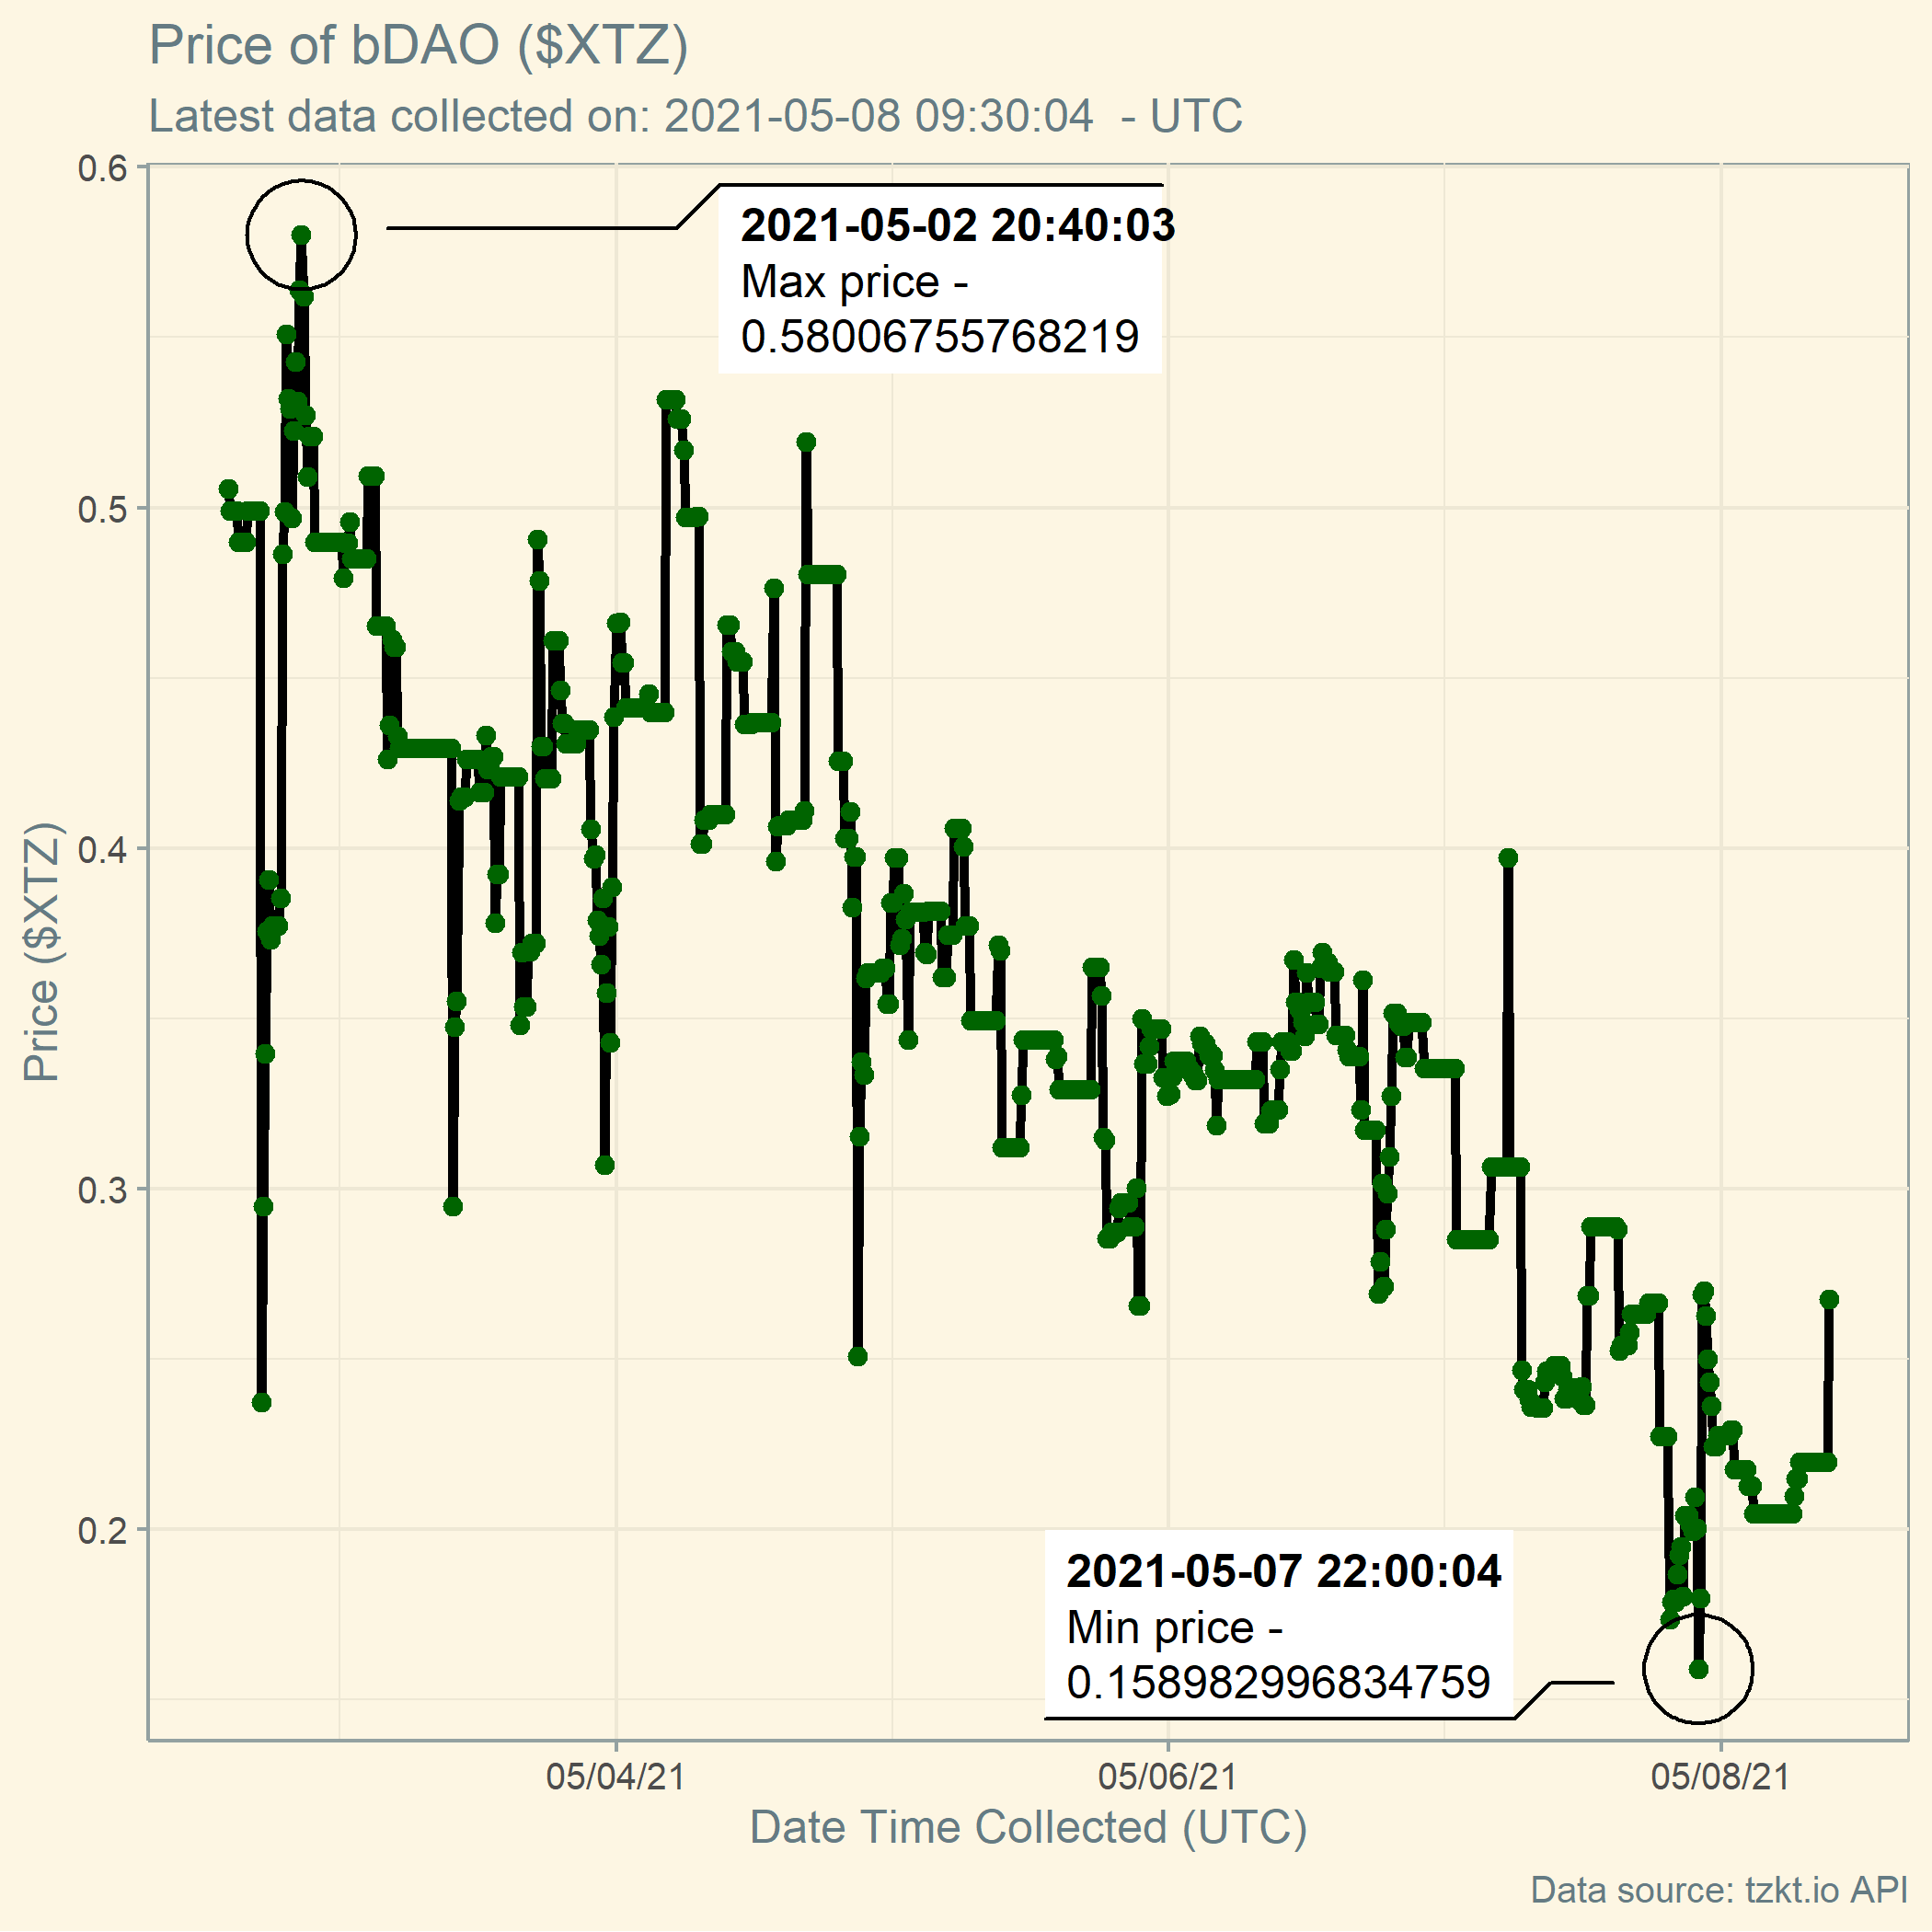 Price of bDAO ($XTZ)
Latest data collected on: 2021-05-08 09:30:04  - UTC
0.6
0.5
0.4
0.3
0.2
Price ($XTZ)
2021-05-02 20:40:03
Max price -
0.58006755768219
2021-05-07 22:00:04
Min price -
0.158982996834759
05/04/21
05/06/21
05/08/21
Date Time Collected (UTC)
Data source: tzkt.io API